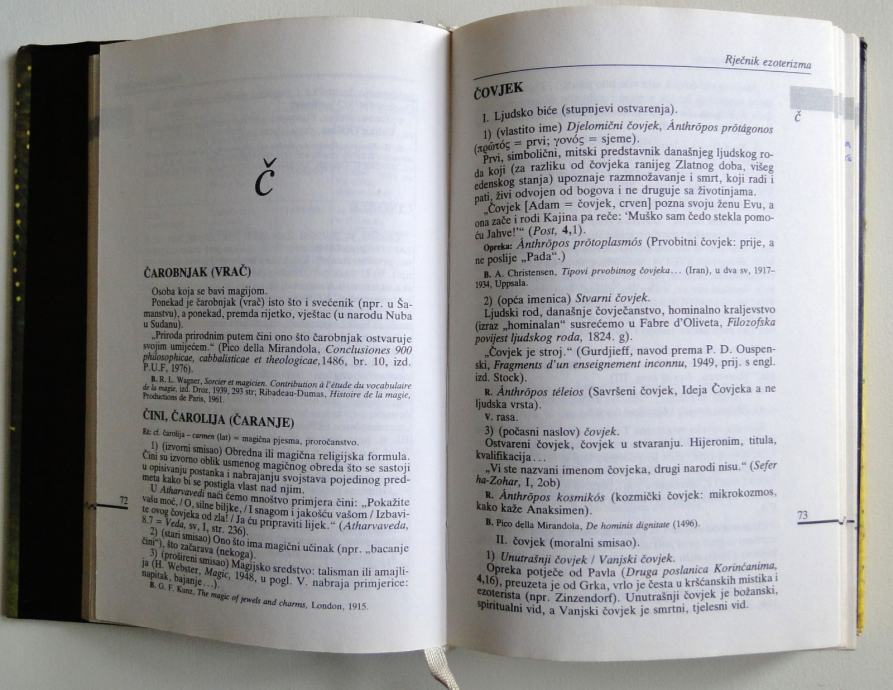 Č
ČAROBNJAK (VRAČ)
Osoba koja se bavi magijom.
Ponekad je čarobnjak (vrač) isto što i svećenik (npr. u Ša-
manstvu), a ponekad, premda rijetko, vještac (u narodu Nuba
u Sudanu).
„Priroda prirodnim putem čini ono što čarobnjak ostvaruje
svojim umijećem.“ (Pico della Mirandola, Conclusiones 900
philosophicae, cabbalisticae et theologicae,1486, br. 10, izd.
P.U.F, 1976).
B. R. L. Wagner, Sorcier et magicien. Contribution à l'étude du vocabulaire
de la magie, izd. Droz, 1939, 293 str; Ribadeau-Dumas, Histoire de la magie,
Productions de Paris, 1961.
ČINI, ČAROLIJA (ČARANJE)
Et: cf. čarolija – carmen (lat) = magična pjesma, proročanstvo.
1) (izvorni smisao) Obredna ili magična religijska formula.
Čini su izvorno oblik usmenog magičnog obreda što se sastoji
u opisivanju postanka i nabrajanju svojstava pojedinog pred-
meta kako bi se postigla vlast nad njim.
U Atharvavedi naći ćemo mnoštvo primjera čini: „Pokažite
vašu moć, / O, silne biljke, / I snagom i jakošću vašom / Izbavi-
te ovog čovjeka od zla! / Ja ću pripraviti lijek.“ (Atharvaveda,
8.7 = Veda, sv, I, str. 236).
2) (stari smisao) Ono što ima magični učinak (npr. „bacanje
čini“), što začarava (nekoga).
3) (prošireni smisao) Magijsko sredstvo: talisman ili amajli-
ja (H. Webster, Magic, 1948, u pogl. V. nabraja primjerice:
napitak, bajanje…).
B. G. F. Kunz, The magic of jewels and charms, London, 1915.
72
Rječnik ezoterizma
Č
ČOVJEK
I. Ljudsko biće (stupnjevi ostvarenja).
1) (vlastito ime) Djelomični čovjek, Ánthrōpos prōtágonos
(πρῶτός = prvi; γονός = sjeme).
Prvi, simbolični, mitski predstavnik današnjeg ljudskog ro-
da koji (za razliku od čovjeka ranijeg Zlatnog doba, višeg
edenskog stanja) upoznaje razmnožavanje i smrt, koji radi i
pati, živi odvojen od bogova i ne druguje sa životinjama.
„Čovjek [Adam = čovjek, crven] pozna svoju ženu Evu, a
ona zače i rodi Kajina pa reče: ‘Muško sam čedo stekla pomo-
ću Jahve!’“ (Post, 4,1).
Opreka: Ánthrōpos prōtoplasmós (Prvobitni čovjek: prije, a
ne poslije „Pada“.)
B. A. Christensen, Tipovi prvobitnog čovjeka… (Iran), u dva sv, 1917–
1934, Uppsala.
2) (opća imenica) Stvarni čovjek.
Ljudski rod, današnje čovječanstvo, hominalno kraljevstvo
(izraz „hominalan“ susrećemo u Fabre d'Oliveta, Filozofska
povijest ljudskog roda, 1824. g).
„Čovjek je stroj.“ (Gurdjieff, navod prema P. D. Ouspen-
ski, Fragments d'un enseignement inconnu, 1949, prij. s engl.
izd. Stock).
R. Ánthrōpos téleios (Savršeni čovjek, Ideja Čovjeka a ne
ljudska vrsta).
V. rasa.
3) (počasni naslov) čovjek.
Ostvareni čovjek, čovjek u stvaranju. Hijeronim, titula,
kvalifikacija…
„Vi ste nazvani imenom čovjeka, drugi narodi nisu.“ (Sefer
ha-Zohar, I, 2ob)
R. Ánthrōpos kosmikós (kozmički čovjek: mikrokozmos,
kako kaže Anaksimen).
B. Pico della Mirandola, De hominis dignitate (1496).
II. čovjek (moralni smisao).
1) Unutrašnji čovjek / Vanjski čovjek.
Opreka potječe od Pavla (Druga poslanica Korinćanima,
4,16), preuzeta je od Grka, vrlo je česta u kršćanskih mistika i
ezoterista (npr. Zinzendorf). Unutrašnji čovjek je božanski,
spiritualni vid, a Vanjski čovjek je smrtni, tjelesni vid.
73